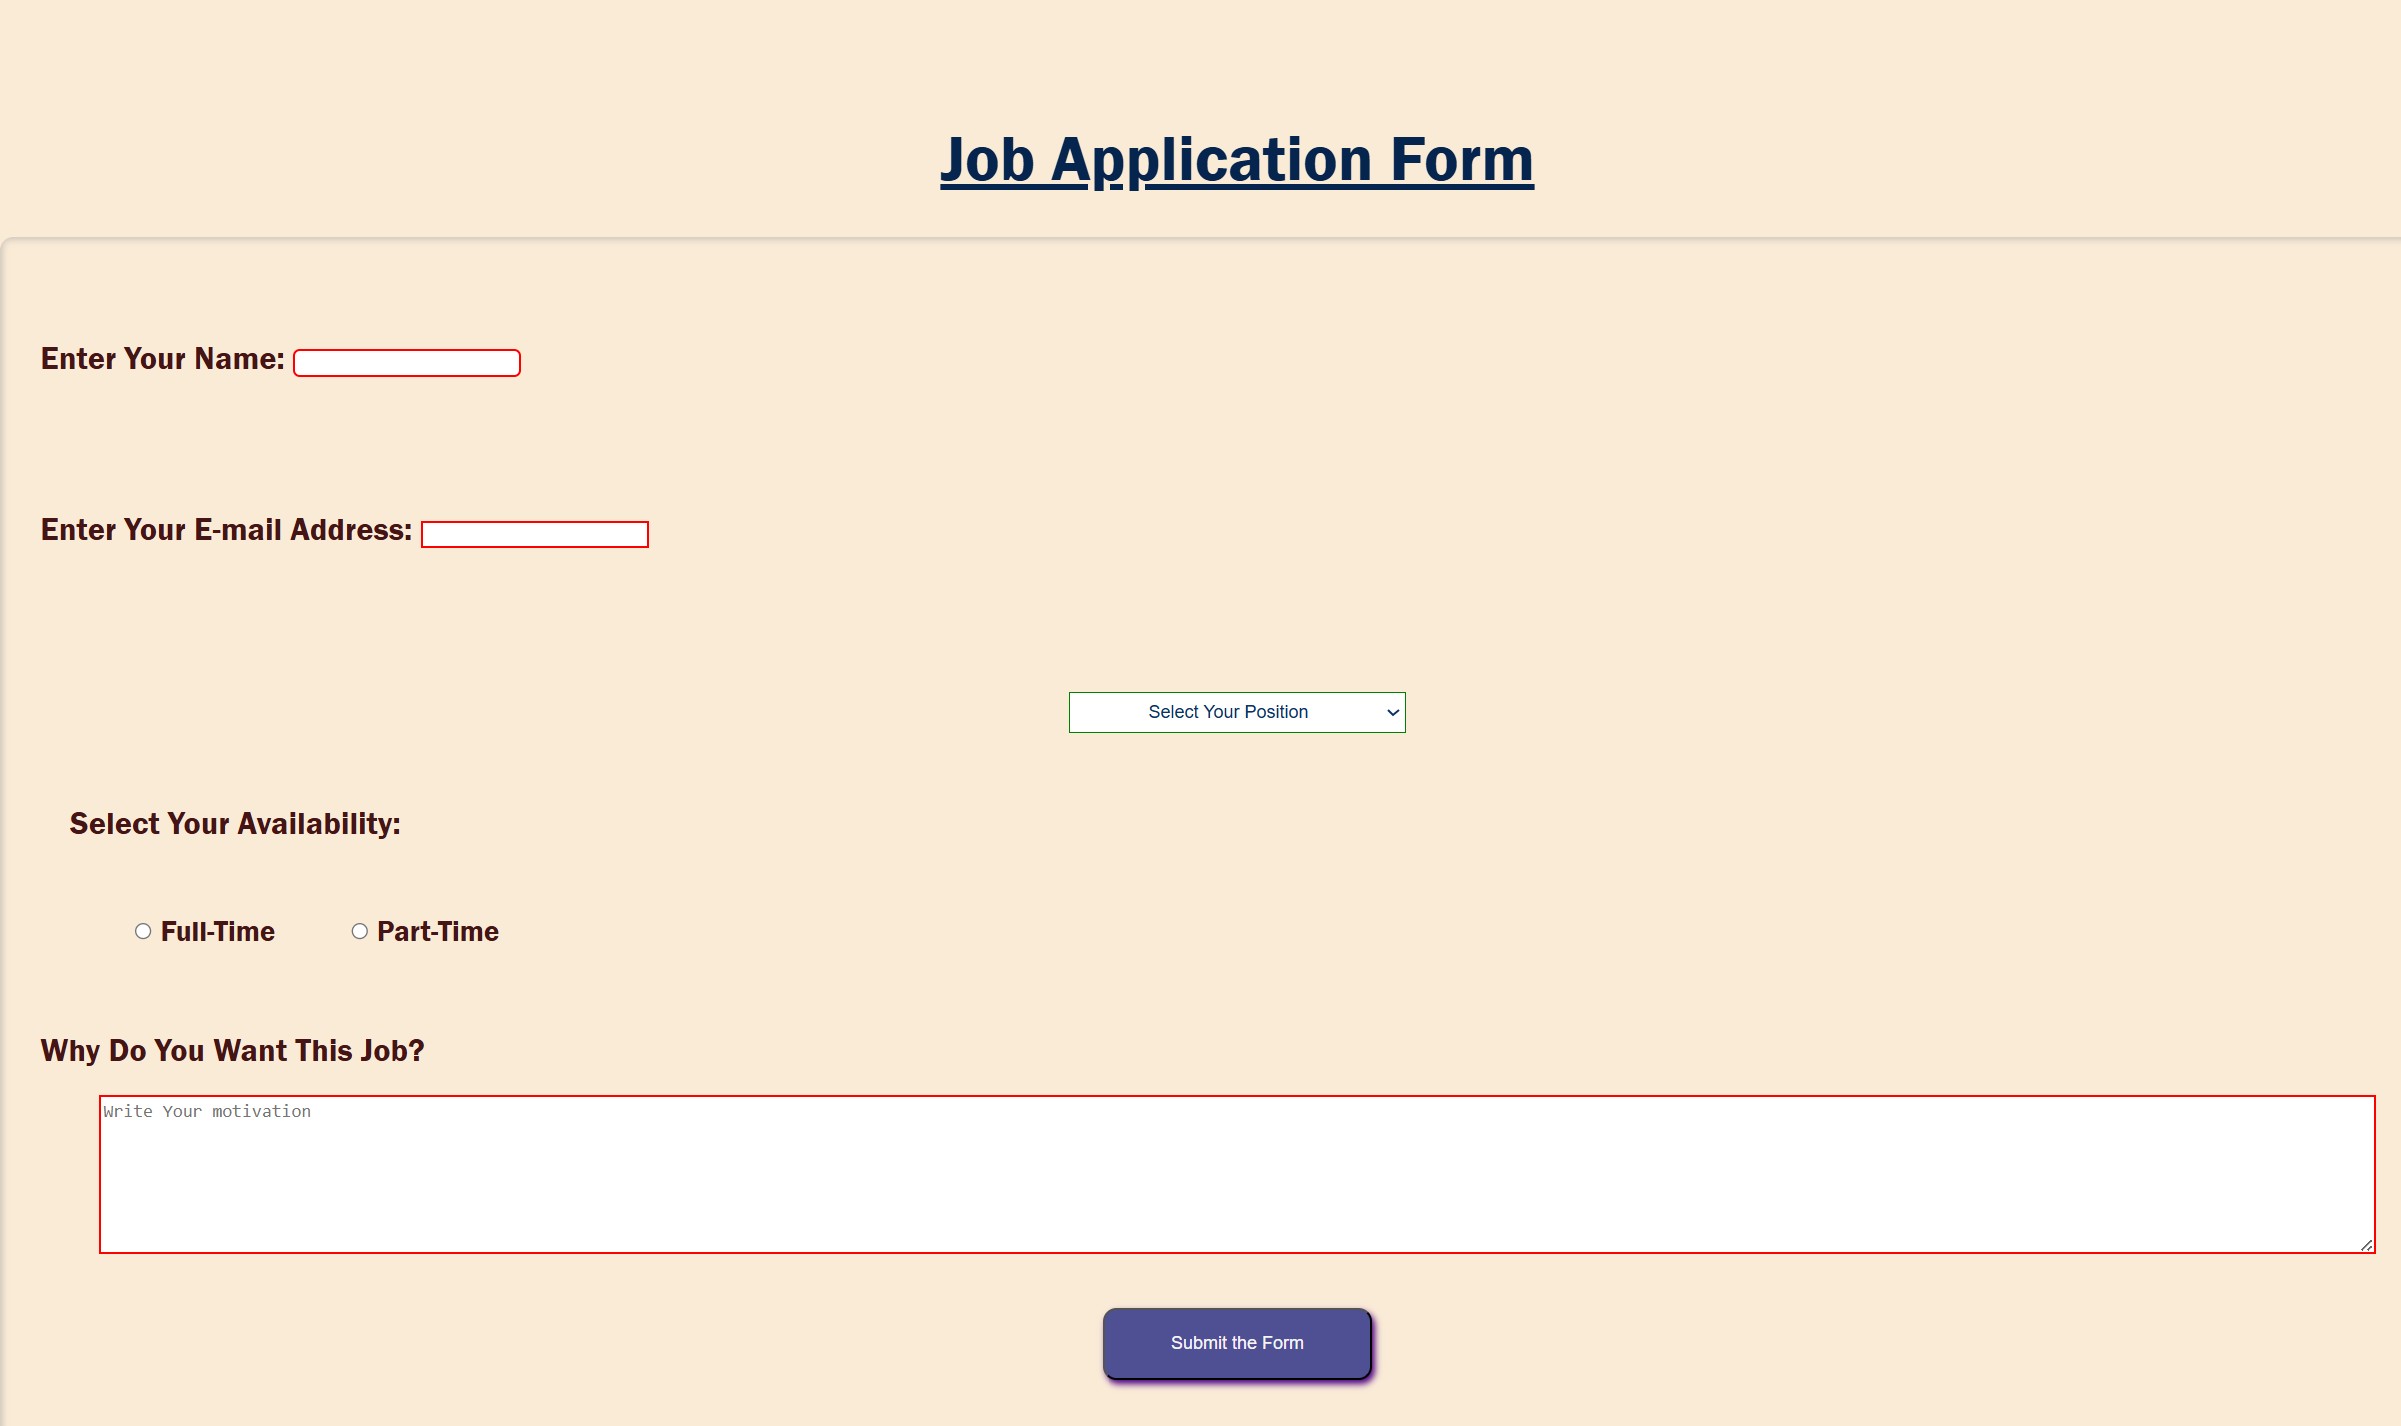 Job Application Form
Enter Your Name:
Enter Your E-mail Address:
Select Your Position
Select Your Availability:
Full-Time Part-Time
Why Do You Want This Job?
Write Your motivation
Submit the Form